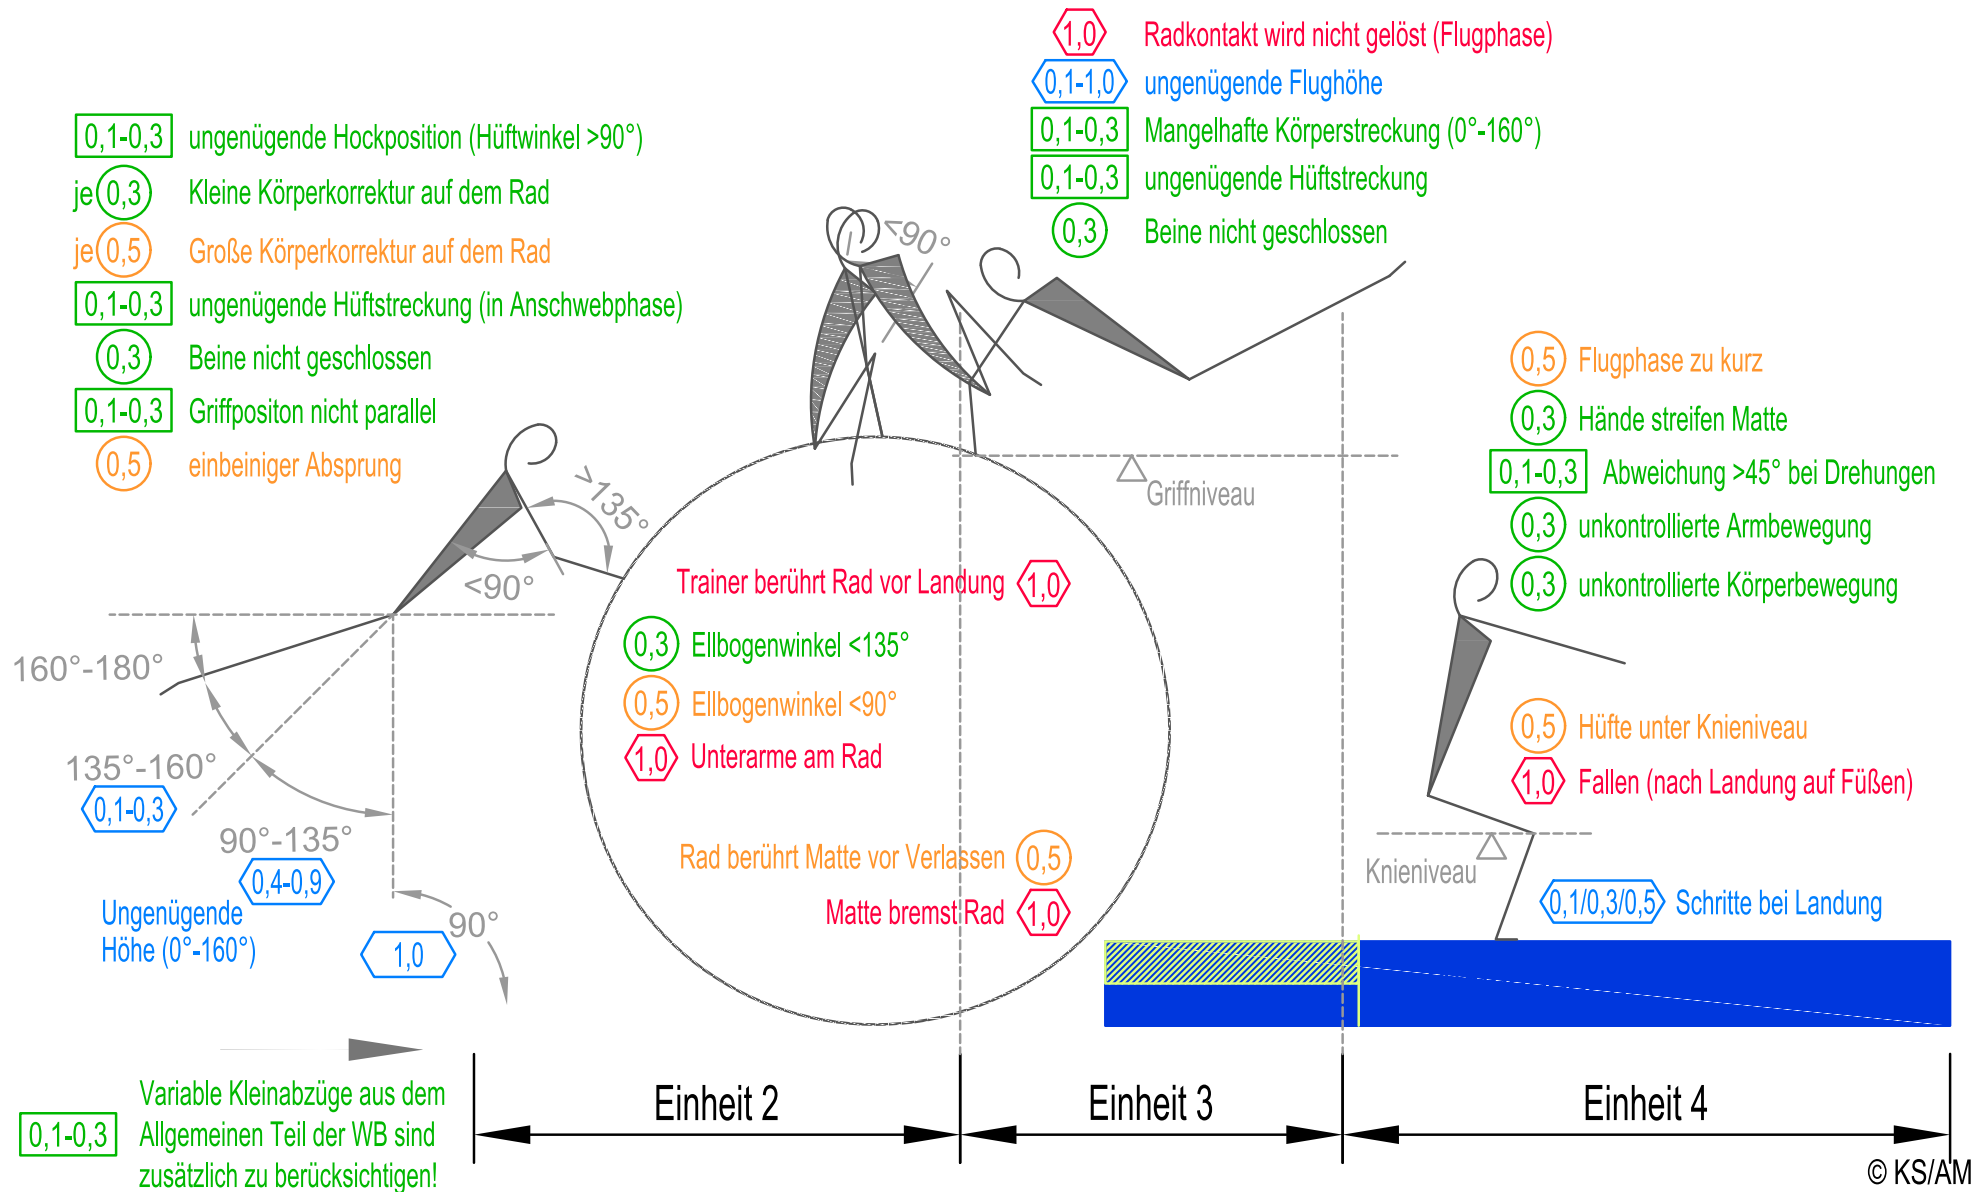 1,0 Radkontakt wird nicht gelöst (Flugphase)
0,1-1,0 ungenügende Flughöhe
0,1-0,3 Mangelhafte Körperstreckung (0°-160°)
0,1-0,3 ungenügende Hüftstreckung
0,3 Beine nicht geschlossen
0,1-0,3 ungenügende Hockposition (Hüftwinkel >90°)
je 0,3 Kleine Körperkorrektur auf dem Rad
je 0,5 Große Körperkorrektur auf dem Rad
0,1-0,3 ungenügende Hüftstreckung (in Anschwebphase)
0,3 Beine nicht geschlossen
0,1-0,3 Griffpositon nicht parallel
0,5 einbeiniger Absprung
<90°
>135°
<90°
160°-180°
135°-160°
0,1-0,3
90°-135°
0,4-0,9
Ungenügende
Höhe (0°-160°)
1,0
90°
Griffniveau
Trainer berührt Rad vor Landung 1,0
0,3 Ellbogenwinkel <135°
0,5 Ellbogenwinkel <90°
1,0 Unterarme am Rad
Rad berührt Matte vor Verlassen 0,5
Matte bremst Rad 1,0
0,5 Flugphase zu kurz
0,3 Hände streifen Matte
0,1-0,3 Abweichung >45° bei Drehungen
0,3 unkontrollierte Armbewegung
0,3 unkontrollierte Körperbewegung
0,5 Hüfte unter Knieniveau
1,0 Fallen (nach Landung auf Füßen)
Knieniveau
0,1/0,3/0,5 Schritte bei Landung
Variable Kleinabzüge aus dem
0,1-0,3 Allgemeinen Teil der WB sind
zusätzlich zu berücksichtigen!
Einheit 2
Einheit 3
Einheit 4
© KS/AM